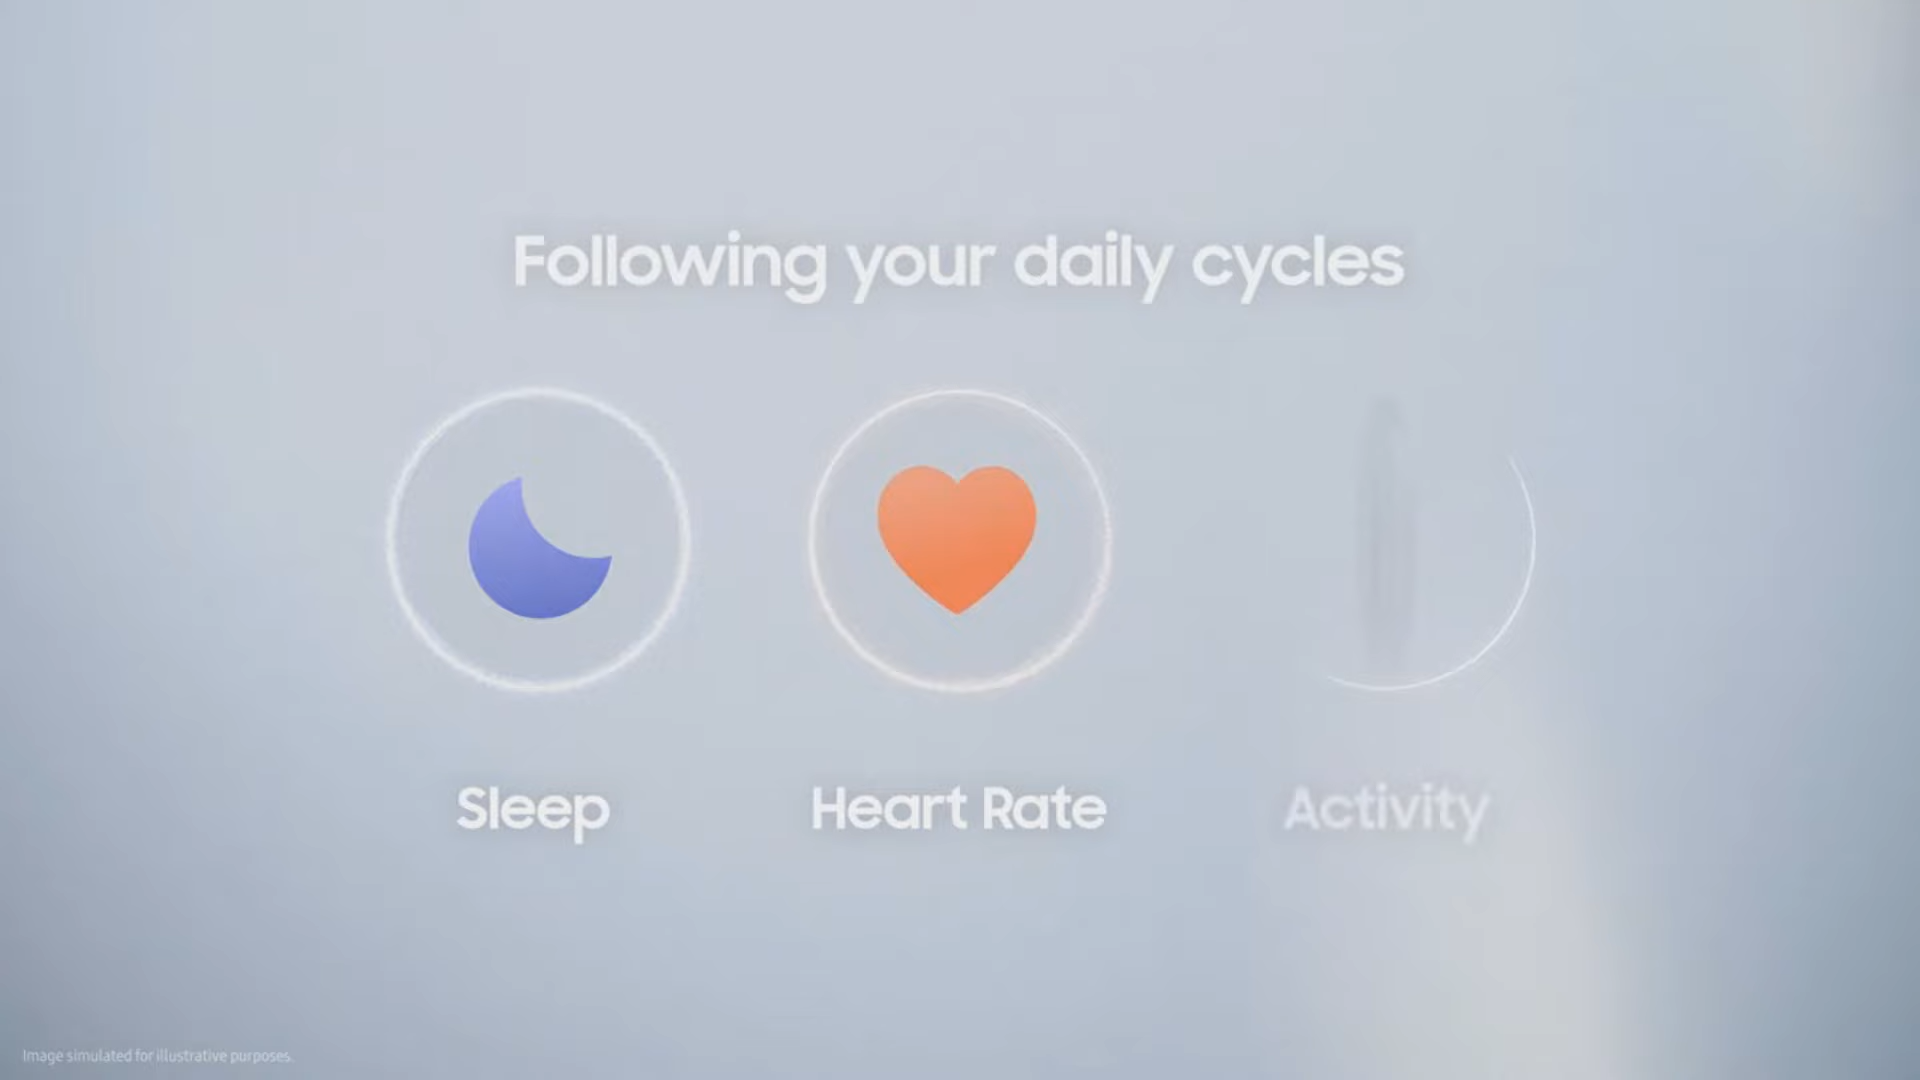 Following your daily cycles
Sleep
Heart Rate
Activity
Image simulated for illustrative purposes.